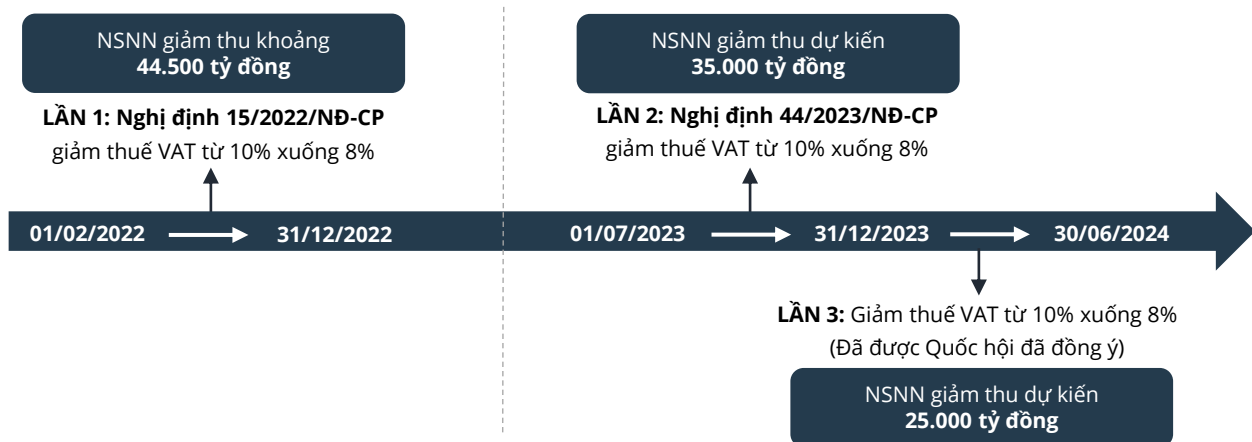 NSNN giảm thu khoảng
44.500 tỷ đồng
LẦN 1: Nghị định 15/2022/NĐ-CP
giảm thuế VAT từ 10% xuống 8%
NSNN giảm thu dự kiến
35.000 tỷ đồng
LẦN 2: Nghị định 44/2023/NĐ-CP
giảm thuế VAT từ 10% xuống 8%
01/02/2022 31/12/2022 01/07/2023 31/12/2023 30/06/2024
LẦN 3: Giảm thuế VAT từ 10% xuống 8%
(Đã được Quốc hội đã đồng ý)
NSNN giảm thu dự kiến
25.000 tỷ đồng